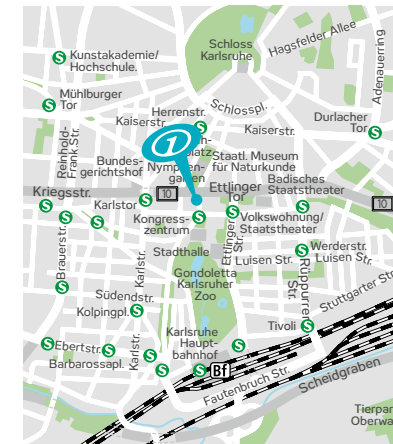 Hagsfelder Allee
Schloss
Karlsruhe
Adenauerring
S Kunstakademie/
Hochschule.
Mühlburger
Tor
S
Schlosspl.
Herrenstr.
Durlacher
Tor S
Kaiserstr.
S
Kaiserstr.
i
Reinhold-
Frank Str.
Bundes-
gerichtshof
n-
platz
Staatl. Museum
für Naturkunde
Nymphen-
garten
Ettlinger
Tor
Badisches
Staatstheater
Kriegsstr.
10
10
S
S
S
S
S
Karlstor
Kongress-
zentrum
S
S
Volkswohnung/
Staatstheater
Brauerstr.
Karlstr.
Stadthalle
Ettlinger
Str.
Luisen Str.
S
Werderstr.
Luisen Str.
Gondoletta
Karlsruher
Zoo
Rüppurrer
Str.
Stuttgarter Str
S
Südendstr.
Kolpingpl.
S
Tivoli S
Karlsruhe
Haupt-
bahnhof
Karlstr.
S
Ebertstr.
S
S
S
Barbarossapl.
S
S
Bf
Fautenbruch Str.
Scheidgraben
Tierpar
Oberwa